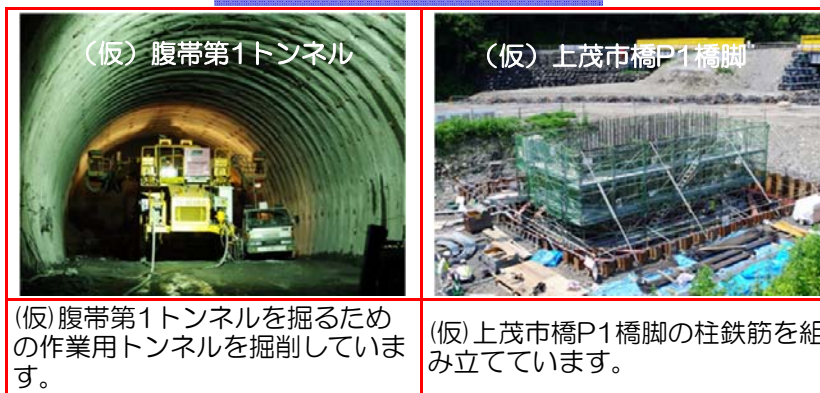 (仮)腹帯第1トンネル
(仮)上茂市橋P1橋脚
(仮)腹帯第1トンネルを掘るため
の作業用トンネルを掘削していま
す。
(仮)上茂市橋P1橋脚の柱鉄筋を組
み立てています。